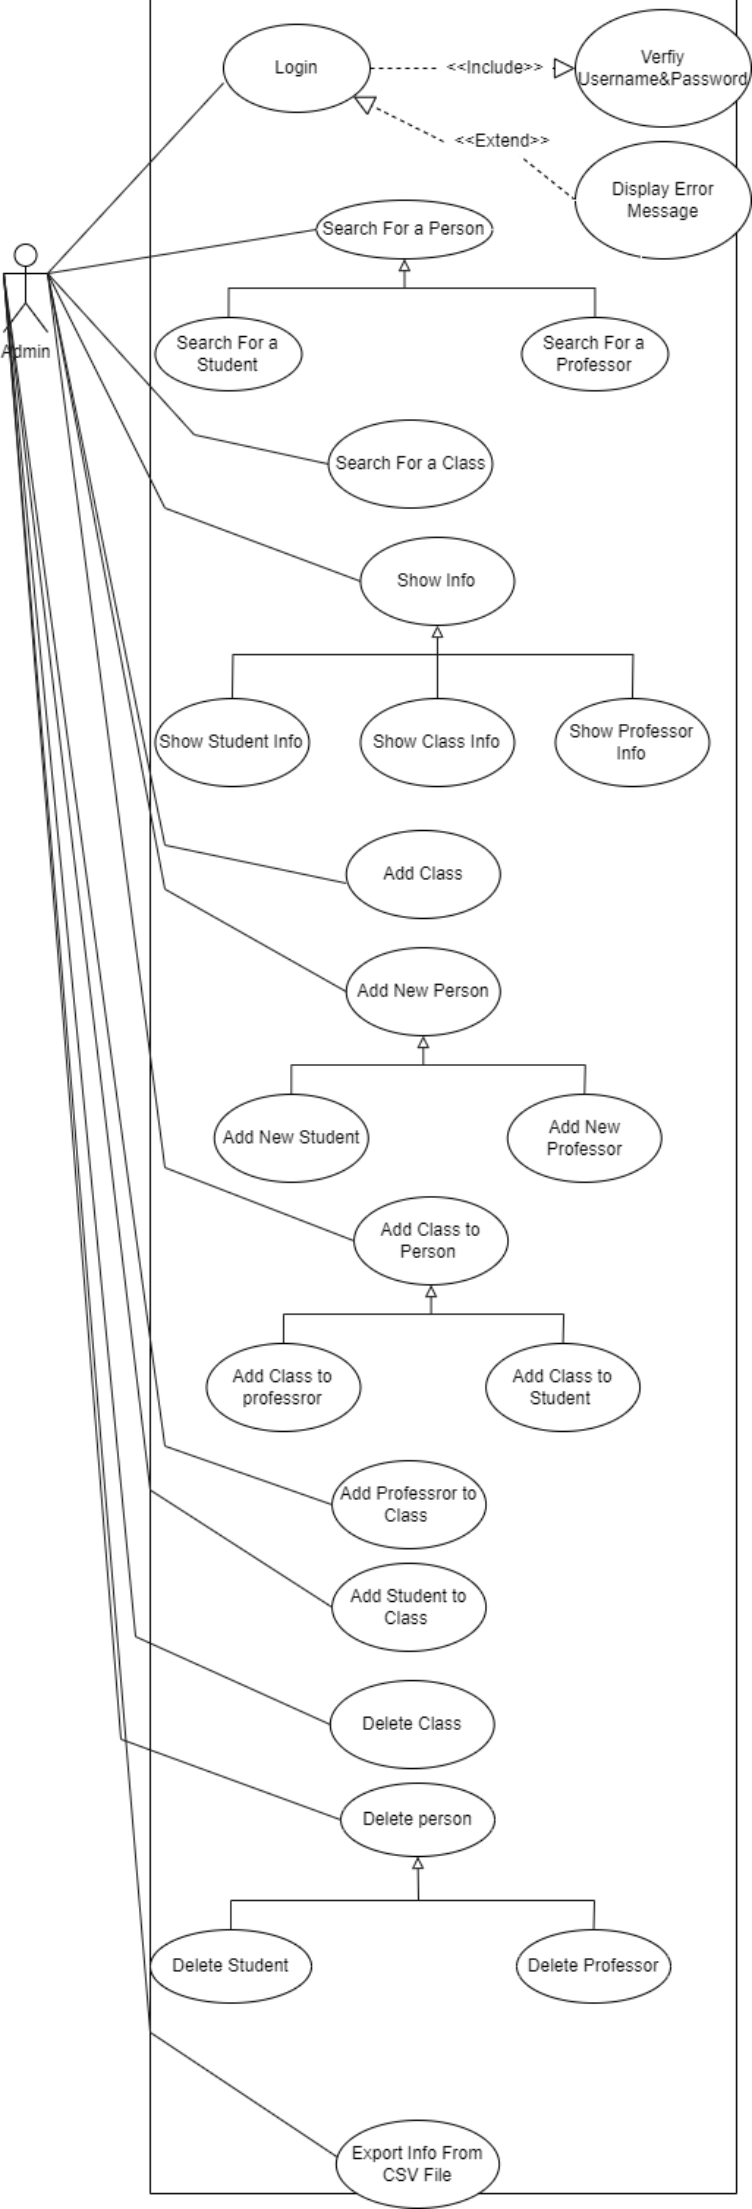 Login
<<Include>>
Verfiy
Username&Password
<<Extend>>
Display Error
Message
Search For a Person
Admin
Search For a
Student
Search For a
Professor
Search For a Class
Show Info
Show Student Info
Show Class Info
Show Professor
Info
Add Class
Add New Person
Add New Student
Add New
Professor
Add Class to
Person
Add Class to
professror
Add Class to
Student
Add Professror to
Class
Add Student to
Class
Delete Class
Delete person
Delete Student
Delete Professor
Export Info From
CSV File